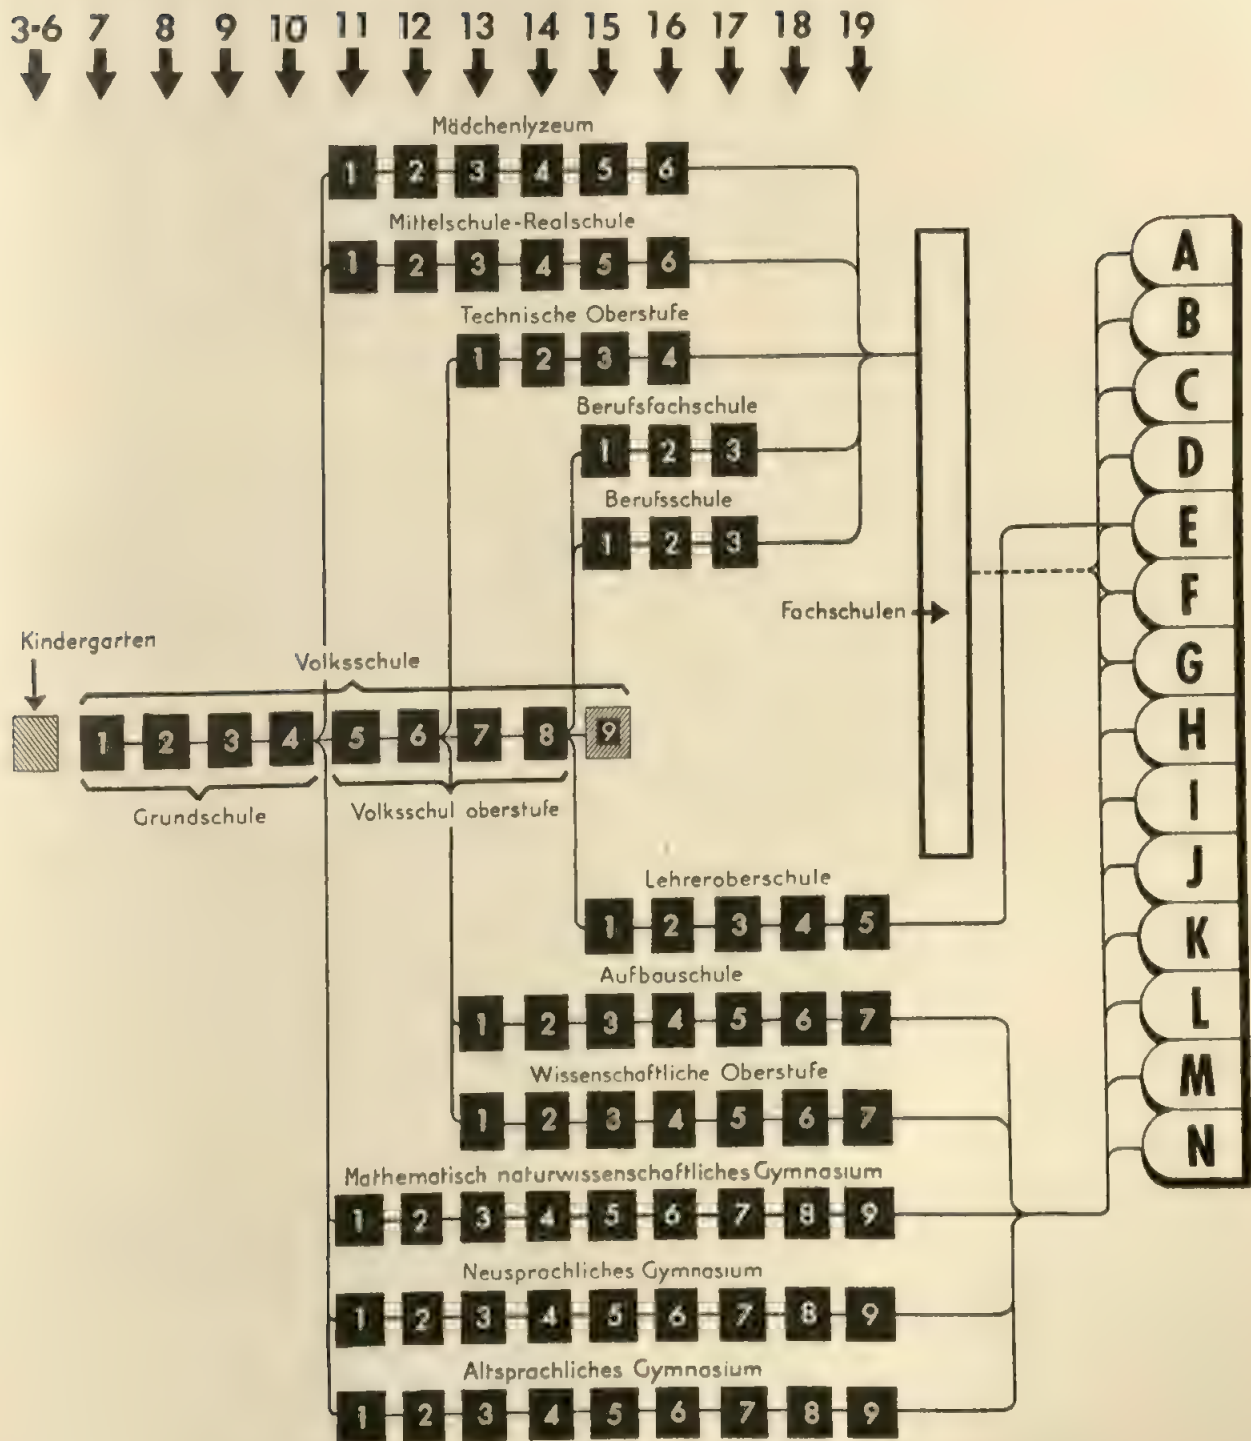 3-6 7 8 9 10 11 12 13 14 15 16 17 18 19
Mädchenlyzeum
1 2 3 4 5 6
Mittelschule-Realschule
1 2 3 4 5 6
A
B
Technische Oberstufe
1 2 3 4
C
Berufsfachschule
1 2 3
D
Berufsschule
1 2 3
E
F
Fachschulen
Kindergarten
Volksschule
G
1 2 3 4 5 6 7 8 9
H
Grundschule
Volksschul oberstufe
I
J
Lehreroberschule
1 2 3 4 5
K
Aufbauschule
1 2 3 4 5 6 7
L
Wissenschaftliche Oberstufe
1 2 3 4 5 6 7
M
N
Mathematisch naturwissenschaftliches Gymnasium
1 2 3 4 5 6 7 8 9
Neusprachliches Gymnasium
1 2 3 4 5 6 7 8 9
Altsprachliches Gymnasium
1 2 3 4 5 6 7 8 9